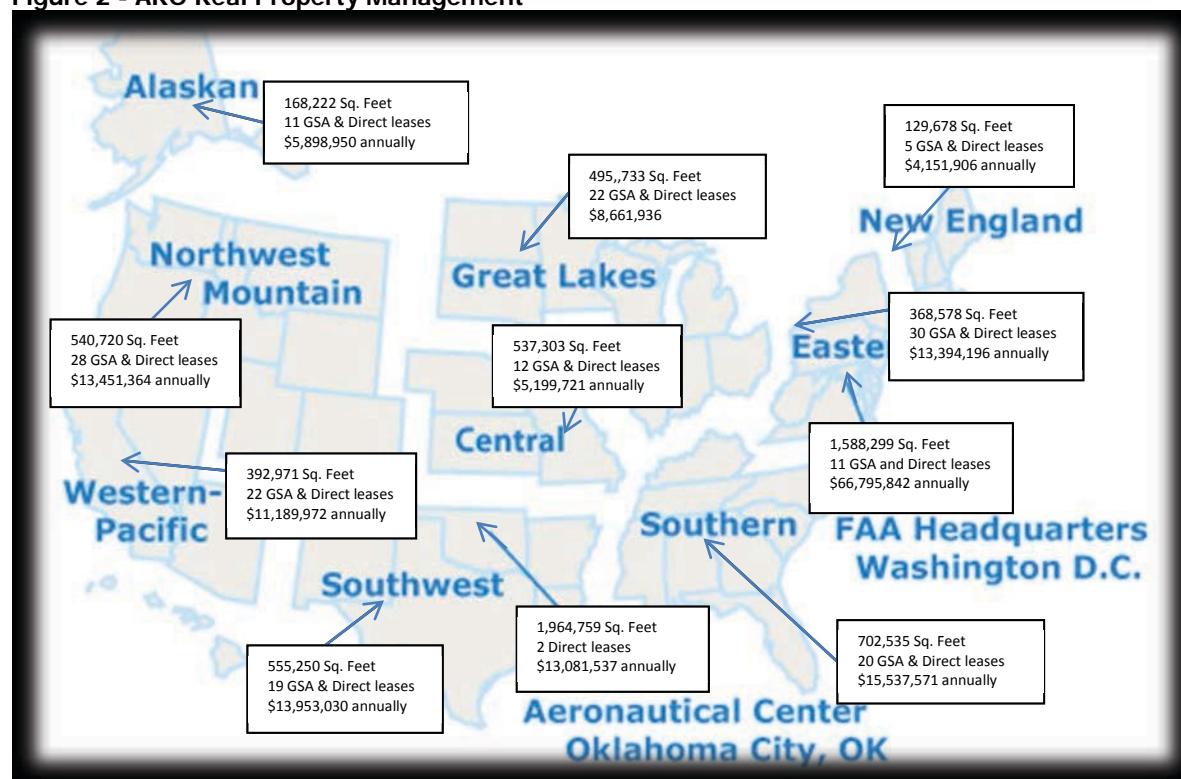 Figure 2 - ARC Real Property Management
Alaskan
168,222 Sq. Feet
11 GSA & Direct leases
$5,898,950 annually
129,678 Sq. Feet
5 GSA & Direct leases
$4,151,906 annually
495,,733 Sq. Feet
22 GSA & Direct leases
$8,661,936
New England
Northwest
Mountain
Great Lakes
540,720 Sq. Feet
28 GSA & Direct leases
$13,451,364 annually
537,303 Sq. Feet
12 GSA & Direct leases
$5,199,721 annually
368,578 Sq. Feet
30 GSA & Direct leases
$13,394,196 annually
Easte
Central
1,588,299 Sq. Feet
11 GSA and Direct leases
$66,795,842 annually
392,971 Sq. Feet
22 GSA & Direct leases
$11,189,972 annually
Western-
Pacific
Southern
FAA Headquarters
Washington D.C.
Southwest
1,964,759 Sq. Feet
2 Direct leases
$13,081,537 annually
555,250 Sq. Feet
19 GSA & Direct leases
$13,953,030 annually
702,535 Sq. Feet
20 GSA & Direct leases
$15,537,571 annually
Aeronautical Center
Oklahoma City, OK